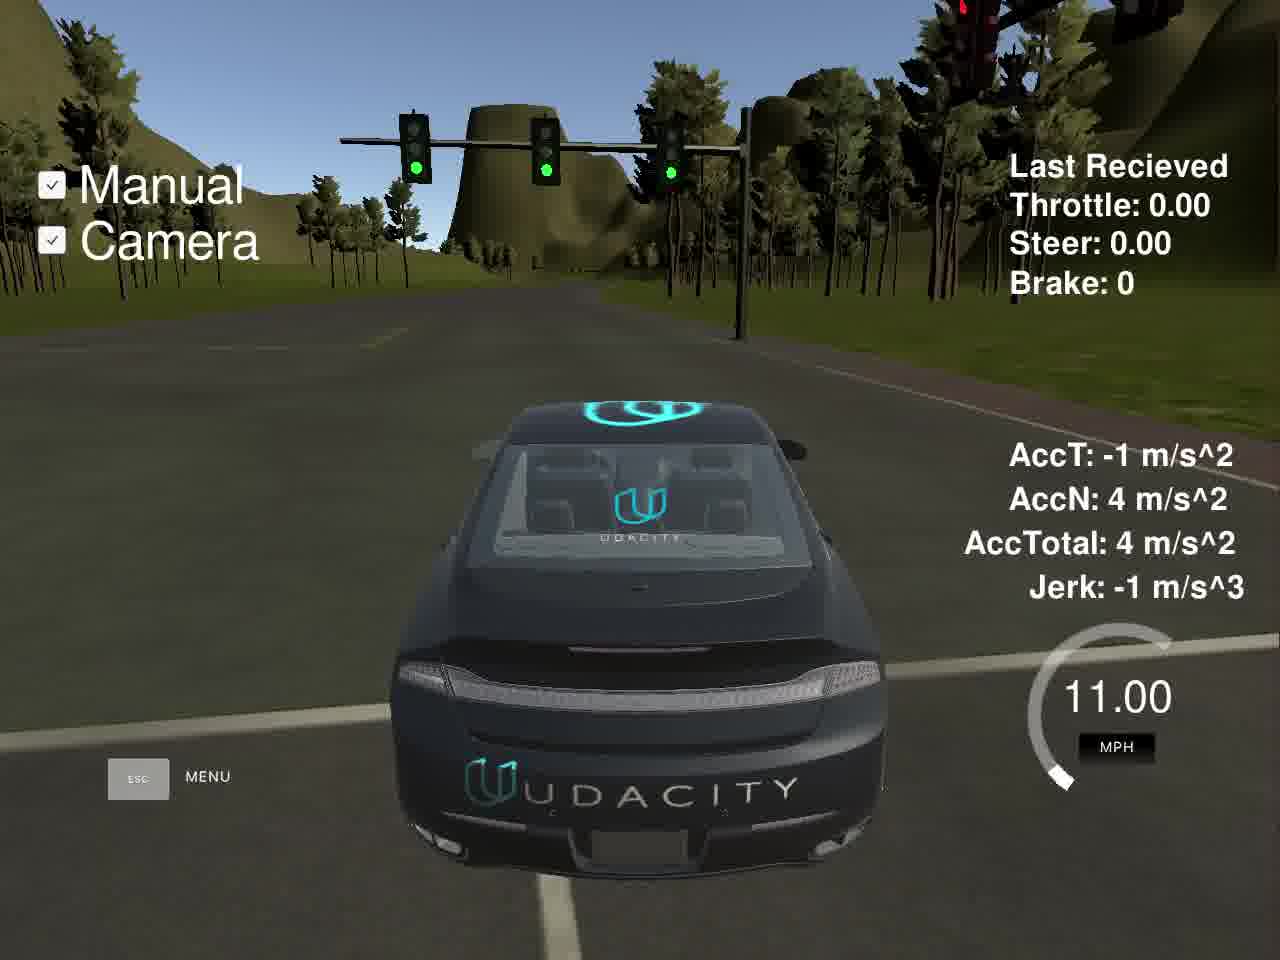 Manual
Camera
Last Recieved
Throttle: 0.00
Steer: 0.00
Brake: 0
UDACITY
AccT: -1 m/s^2
AccN: 4 m/s^2
AccTotal: 4 m/s^2
Jerk: -1 m/s^3
11.00
MPH
ESC MENU
UDACITY